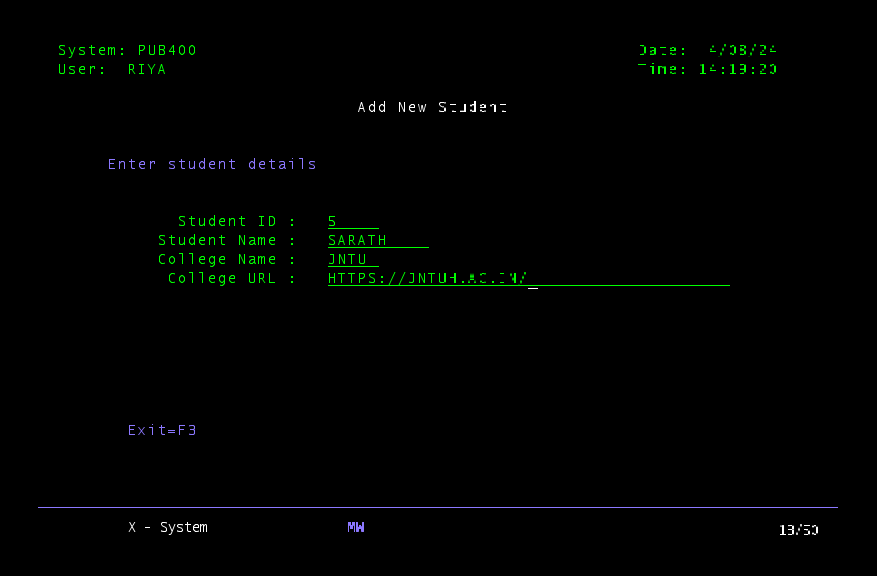 System: PUB400 Date: 4/08/24
User: RIYA Time: 14:19:20
Add New Student
Enter student details
Student ID : 5
Student Name : SARATH
College Name : JNTU
College URL : HTTPS://JNTUH.AC.IN/
Exit=F3
X - System MW 13/50